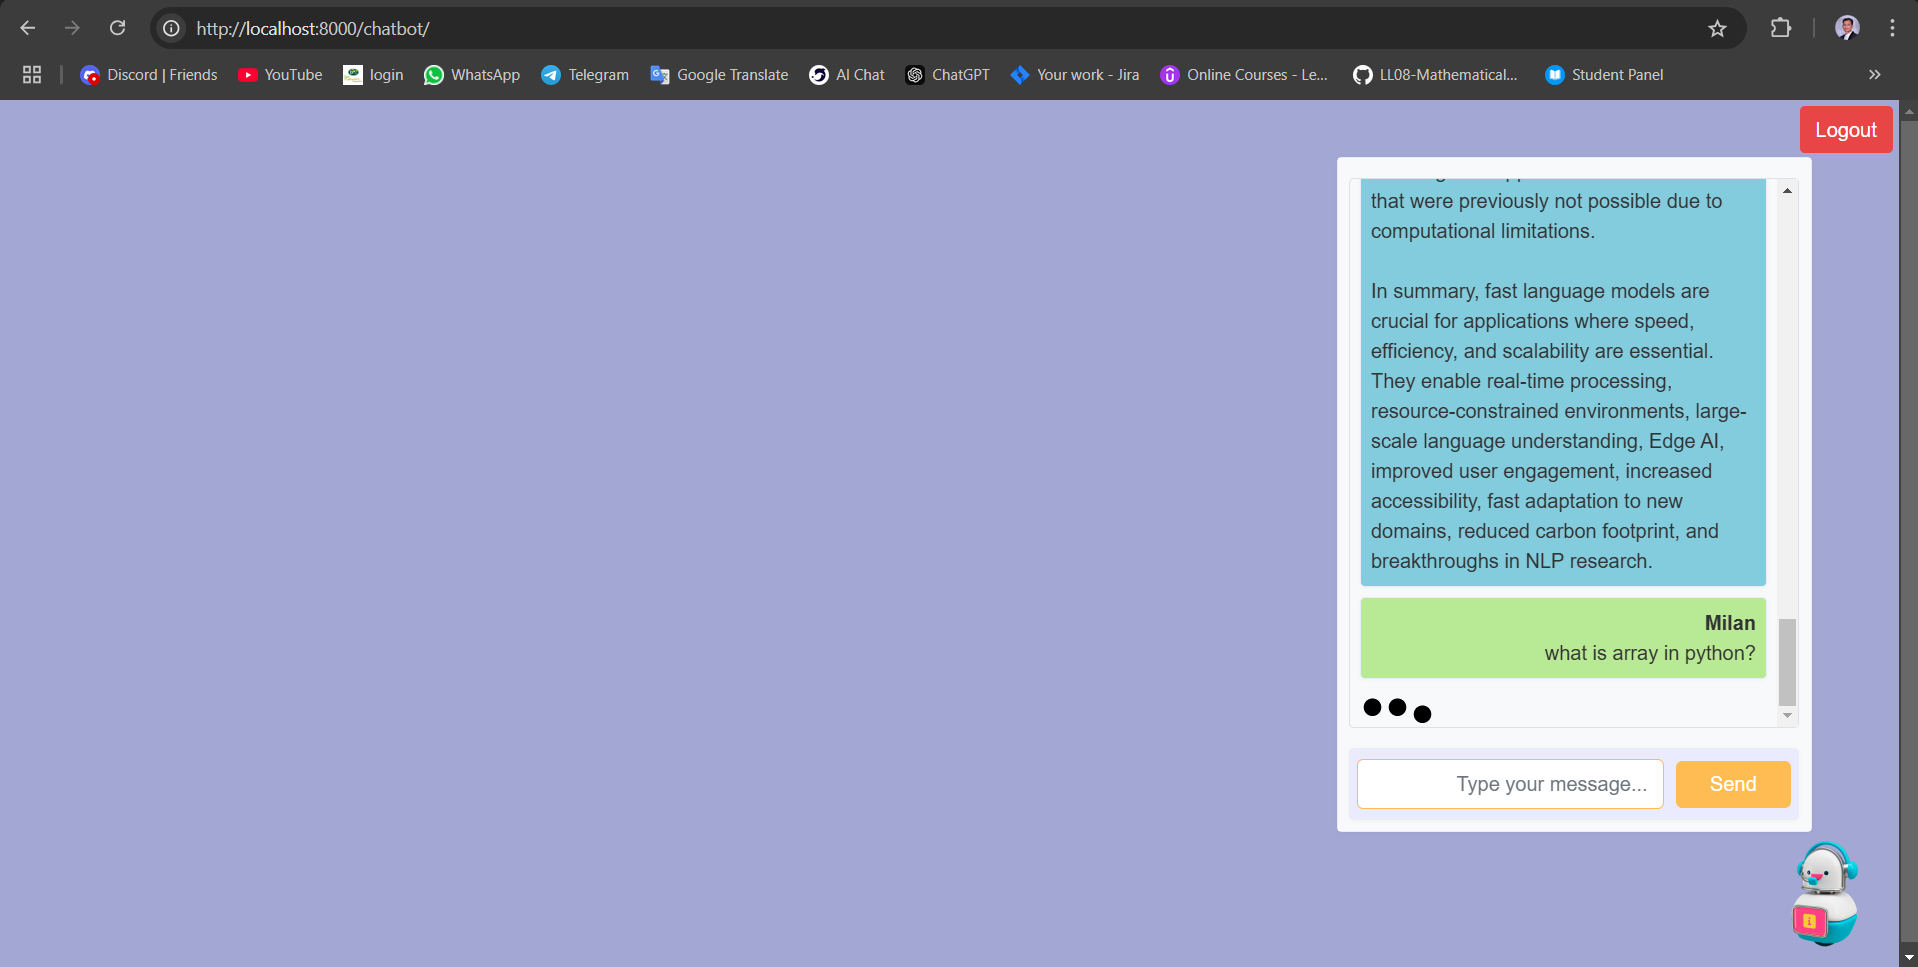 http://localhost:8000/chatbot/
Discord | Friends
YouTube
login
WhatsApp
Telegram
Google Translate
AI Chat
ChatGPT
Your work - Jira
Online Courses - Le...
LL08-Mathematical...
Student Panel
Logout
that were previously not possible due to
computational limitations.
In summary, fast language models are
crucial for applications where speed,
efficiency, and scalability are essential.
They enable real-time processing,
resource-constrained environments, large-
scale language understanding, Edge AI,
improved user engagement, increased
accessibility, fast adaptation to new
domains, reduced carbon footprint, and
breakthroughs in NLP research.
Milan
what is array in python?
Type your message...
Send